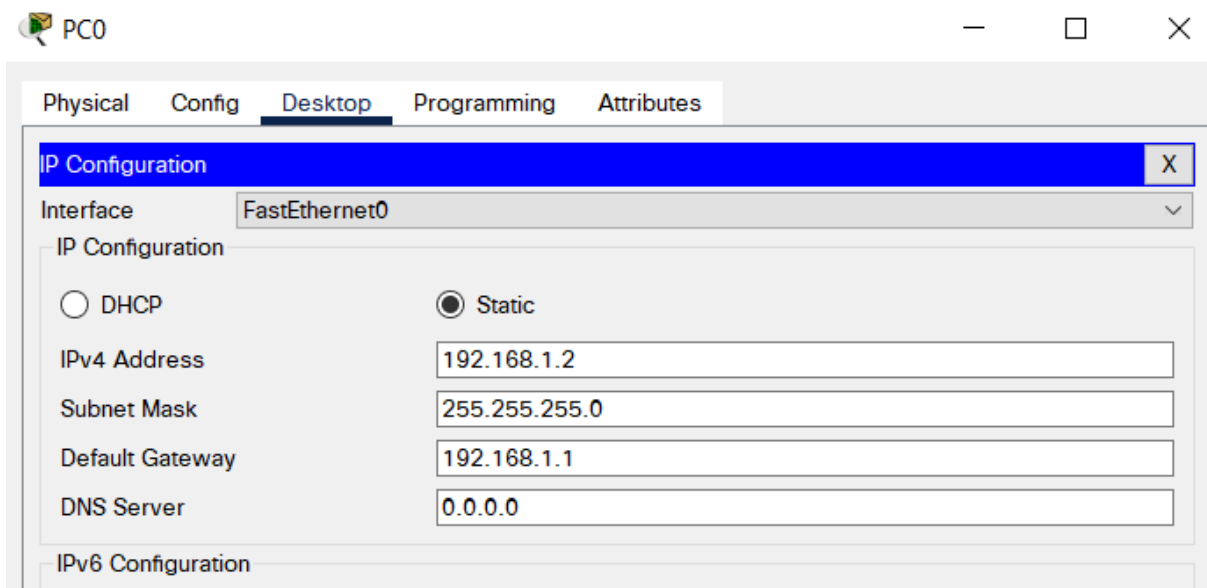 PC0
Physical Config Desktop Programming Attributes
IP Configuration X
Interface FastEthernet0
IP Configuration
DHCP Static
IPv4 Address 192.168.1.2
Subnet Mask 255.255.255.0
Default Gateway 192.168.1.1
DNS Server 0.0.0.0
IPv6 Configuration